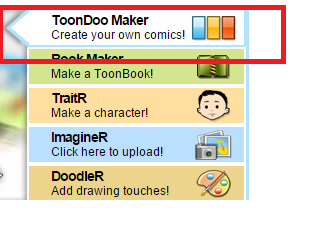 ToonDoo Maker
Create your own comics!
Book Maker
Make a ToonBook!
TraitR
Make a character!
ImagineR
Click here to upload!
DoodleR
Add drawing touches!